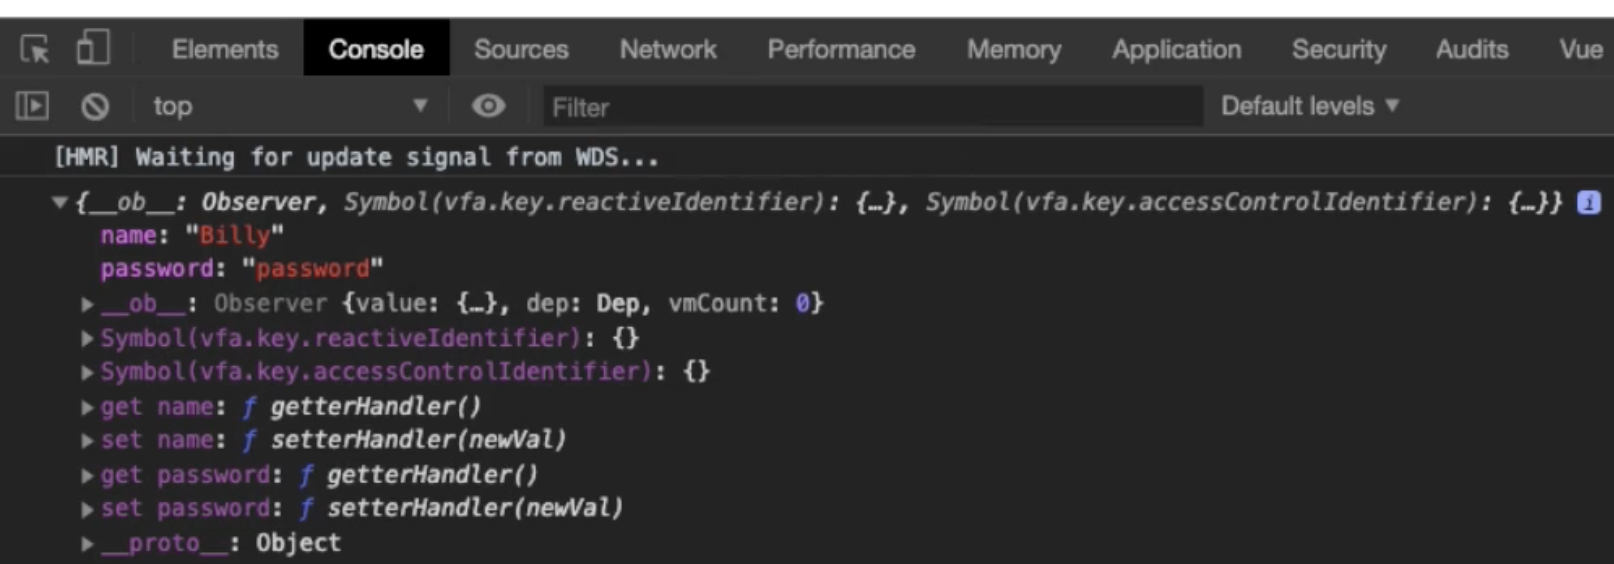 Elements Console Sources Network Performance Memory Application Security Audits Vue
top Filter Default levels
[HMR] Waiting for update signal from WDS...
{__ob__: Observer, Symbol(vfa.key.reactiveIdentifier): {…}, Symbol(vfa.key.accessControlIdentifier): {…}} i
name: "Billy"
password: "password"
__ob__: Observer {value: {…}, dep: Dep, vmCount: 0}
Symbol(vfa.key.reactiveIdentifier): {}
Symbol(vfa.key.accessControlIdentifier): {}
get name: ƒ getterHandler()
set name: ƒ setterHandler(newVal)
get password: ƒ getterHandler()
set password: ƒ setterHandler(newVal)
__proto__: Object